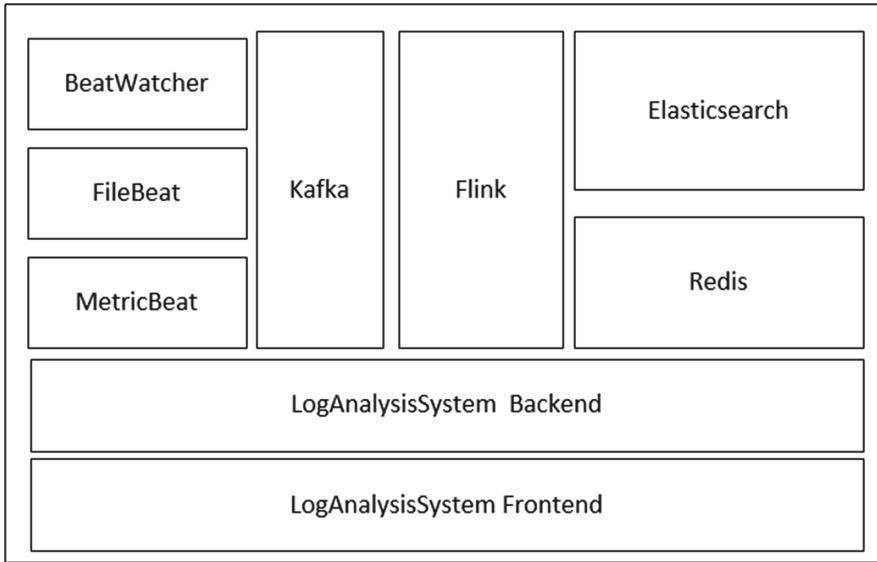 BeatWatcher
FileBeat
MetricBeat
Kafka
Flink
Elasticsearch
Redis
LogAnalysisSystem Backend
LogAnalysisSystem Frontend